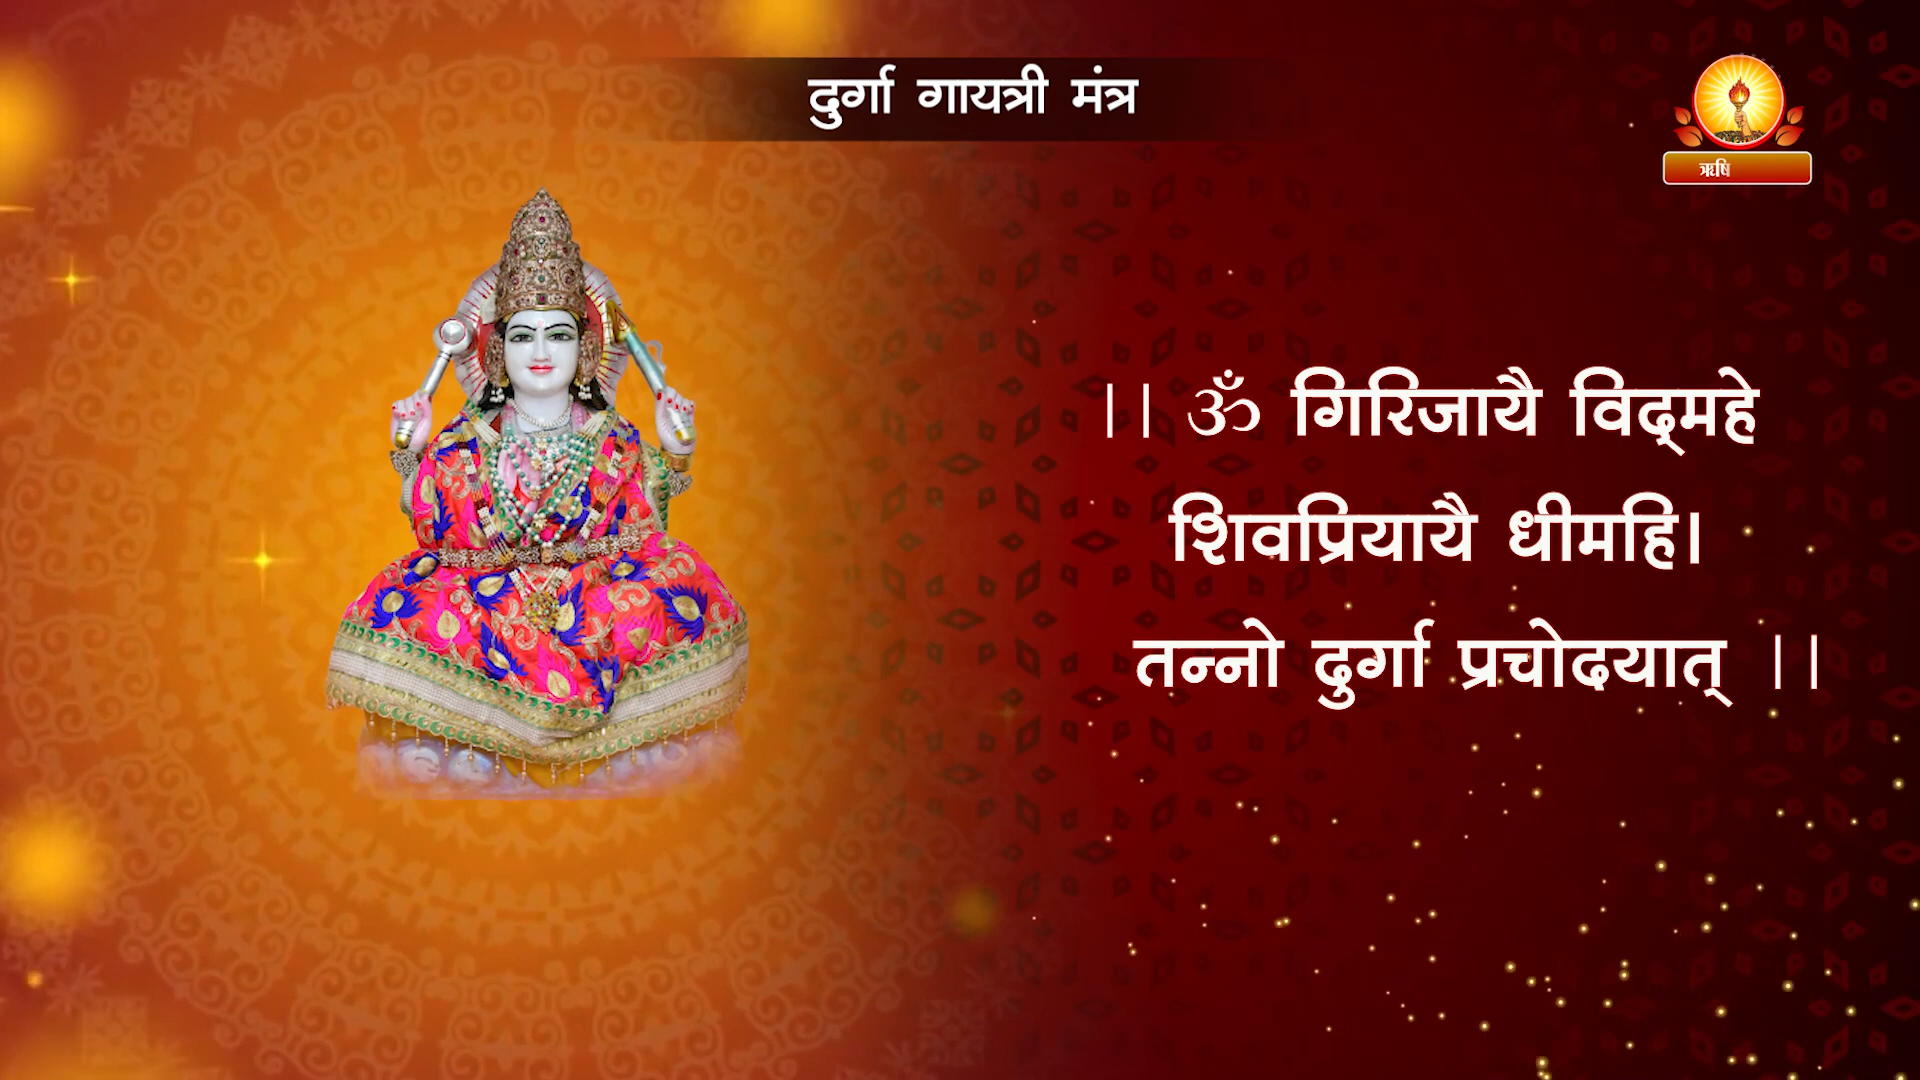 दुर्गा गायत्री मंत्र
ऋषि
।। ॐ गिरिजायै विद्‌महे
शिवप्रियायै धीमहि।
तन्नो दुर्गा प्रचोदयात् ।।